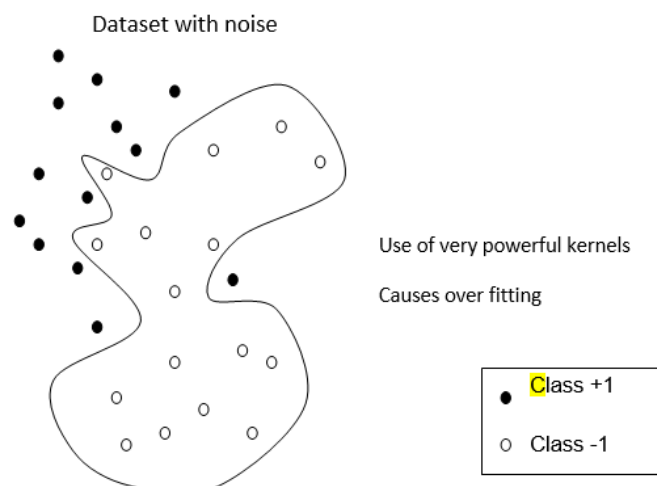 Dataset with noise
Use of very powerful kernels
Causes over fitting
Class +1
Class -1